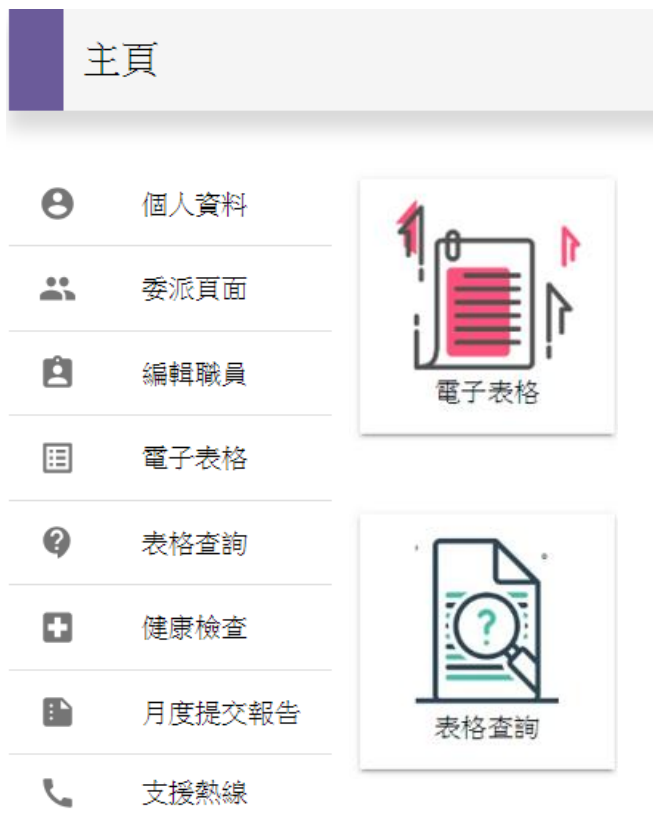 主頁
個人資料
委派頁面
編輯職員
電子表格
表格查詢
健康檢查
月度提交報告
支援熱線
電子表格
?
表格查詢